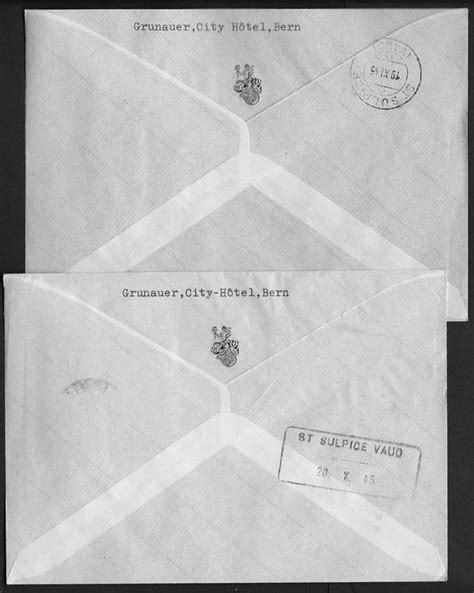 Grunauer,City Hôtel,Bern
ST SULPICE
19.XI.45
Grunauer,City-Hôtel,Bern
ST SULPICE VAUD
20. X. 45.